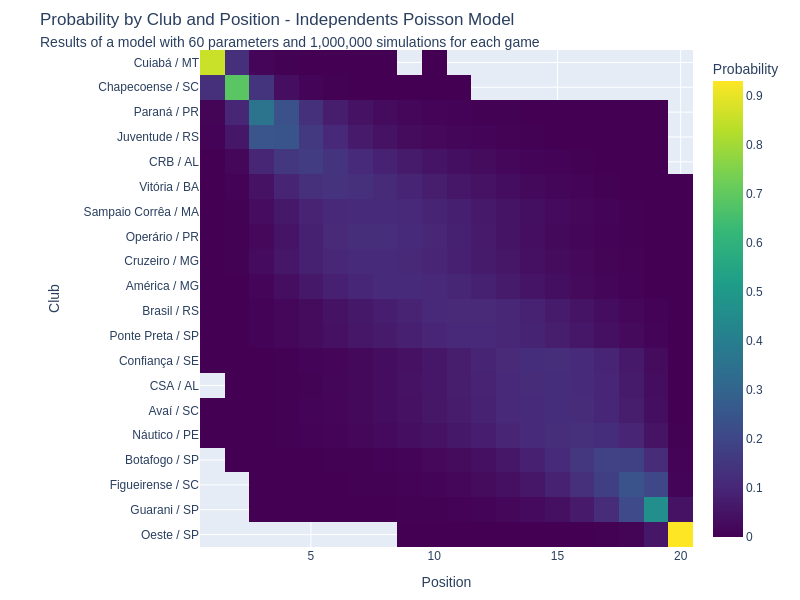 Probability by Club and Position - Independents Poisson Model
Results of a model with 60 parameters and 1,000,000 simulations for each game
Probability
Cuiabá / MT
Chapecoense / SC
Paraná / PR
Juventude / RS
CRB / AL
Vitória / BA
Sampaio Corrêa / MA
Operário / PR
Cruzeiro / MG
América / MG
Brasil / RS
Ponte Preta / SP
Confiança / SE
CSA / AL
Avaí / SC
Náutico / PE
Botafogo / SP
Figueirense / SC
Guarani / SP
Oeste / SP
Club
5
10
15
20
Position
0.9
0.8
0.7
0.6
0.5
0.4
0.3
0.2
0.1
0